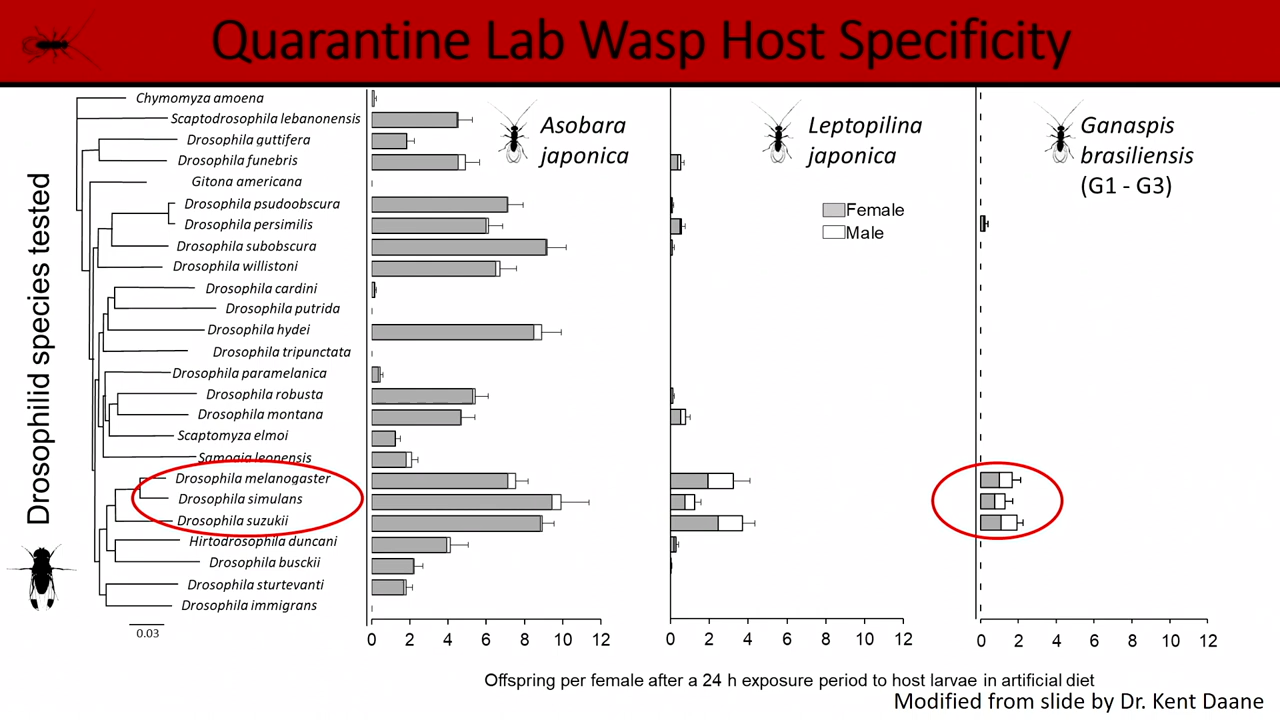 Quarantine Lab Wasp Host Specificity
Drosophilid species tested
Chymomyza amoena
Scaptodrosophila lebanonensis
Drosophila guttifera
Drosophila funebris
Gitona americana
Drosophila psudoobscura
Drosophila persimilis
Drosophila subobscura
Drosophila willistoni
Drosophila cardini
Drosophila putrida
Drosophila hydei
Drosophila tripunctata
Drosophila paramelanica
Drosophila robusta
Drosophila montana
Scaptomyza elmoi
Samoaia leonensis
Drosophila melanogaster
Drosophila simulans
Drosophila suzukii
Hirtodrosophila duncani
Drosophila busckii
Drosophila sturtevanti
Drosophila immigrans
0.03
Asobara
japonica
Leptopilina
japonica
Female
Male
Ganaspis
brasiliensis
(G1 - G3)
0 2 4 6 8 10 12
0 2 4 6 8 10 12
0 2 4 6 8 10 12
Offspring per female after a 24 h exposure period to host larvae in artificial diet
Modified from slide by Dr. Kent Daane